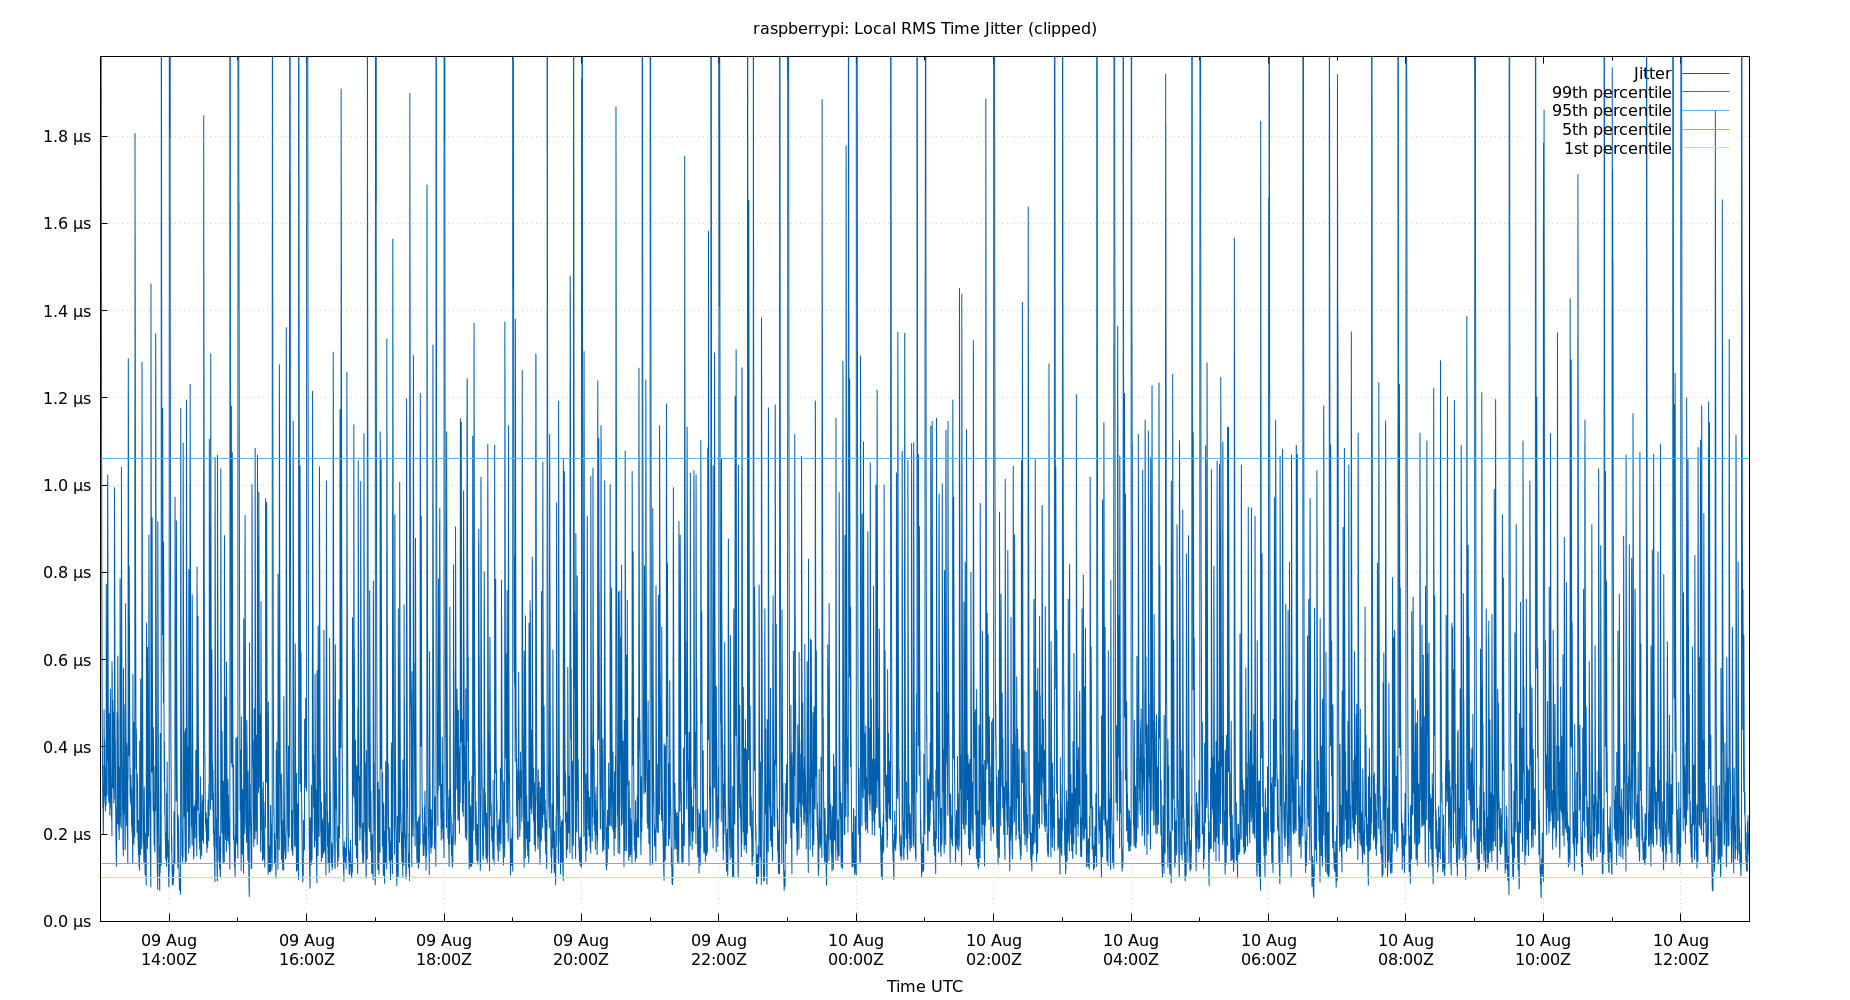 raspberrypi: Local RMS Time Jitter (clipped)
Jitter
99th percentile
95th percentile
5th percentile
1st percentile
1.8 µs
1.6 µs
1.4 µs
1.2 µs
1.0 µs
0.8 µs
0.6 µs
0.4 µs
0.2 µs
0.0 µs
09 Aug 09 Aug 09 Aug 09 Aug 09 Aug 10 Aug 10 Aug 10 Aug 10 Aug 10 Aug 10 Aug 10 Aug
14:00Z 16:00Z 18:00Z 20:00Z 22:00Z 00:00Z 02:00Z 04:00Z 06:00Z 08:00Z 10:00Z 12:00Z
Time UTC